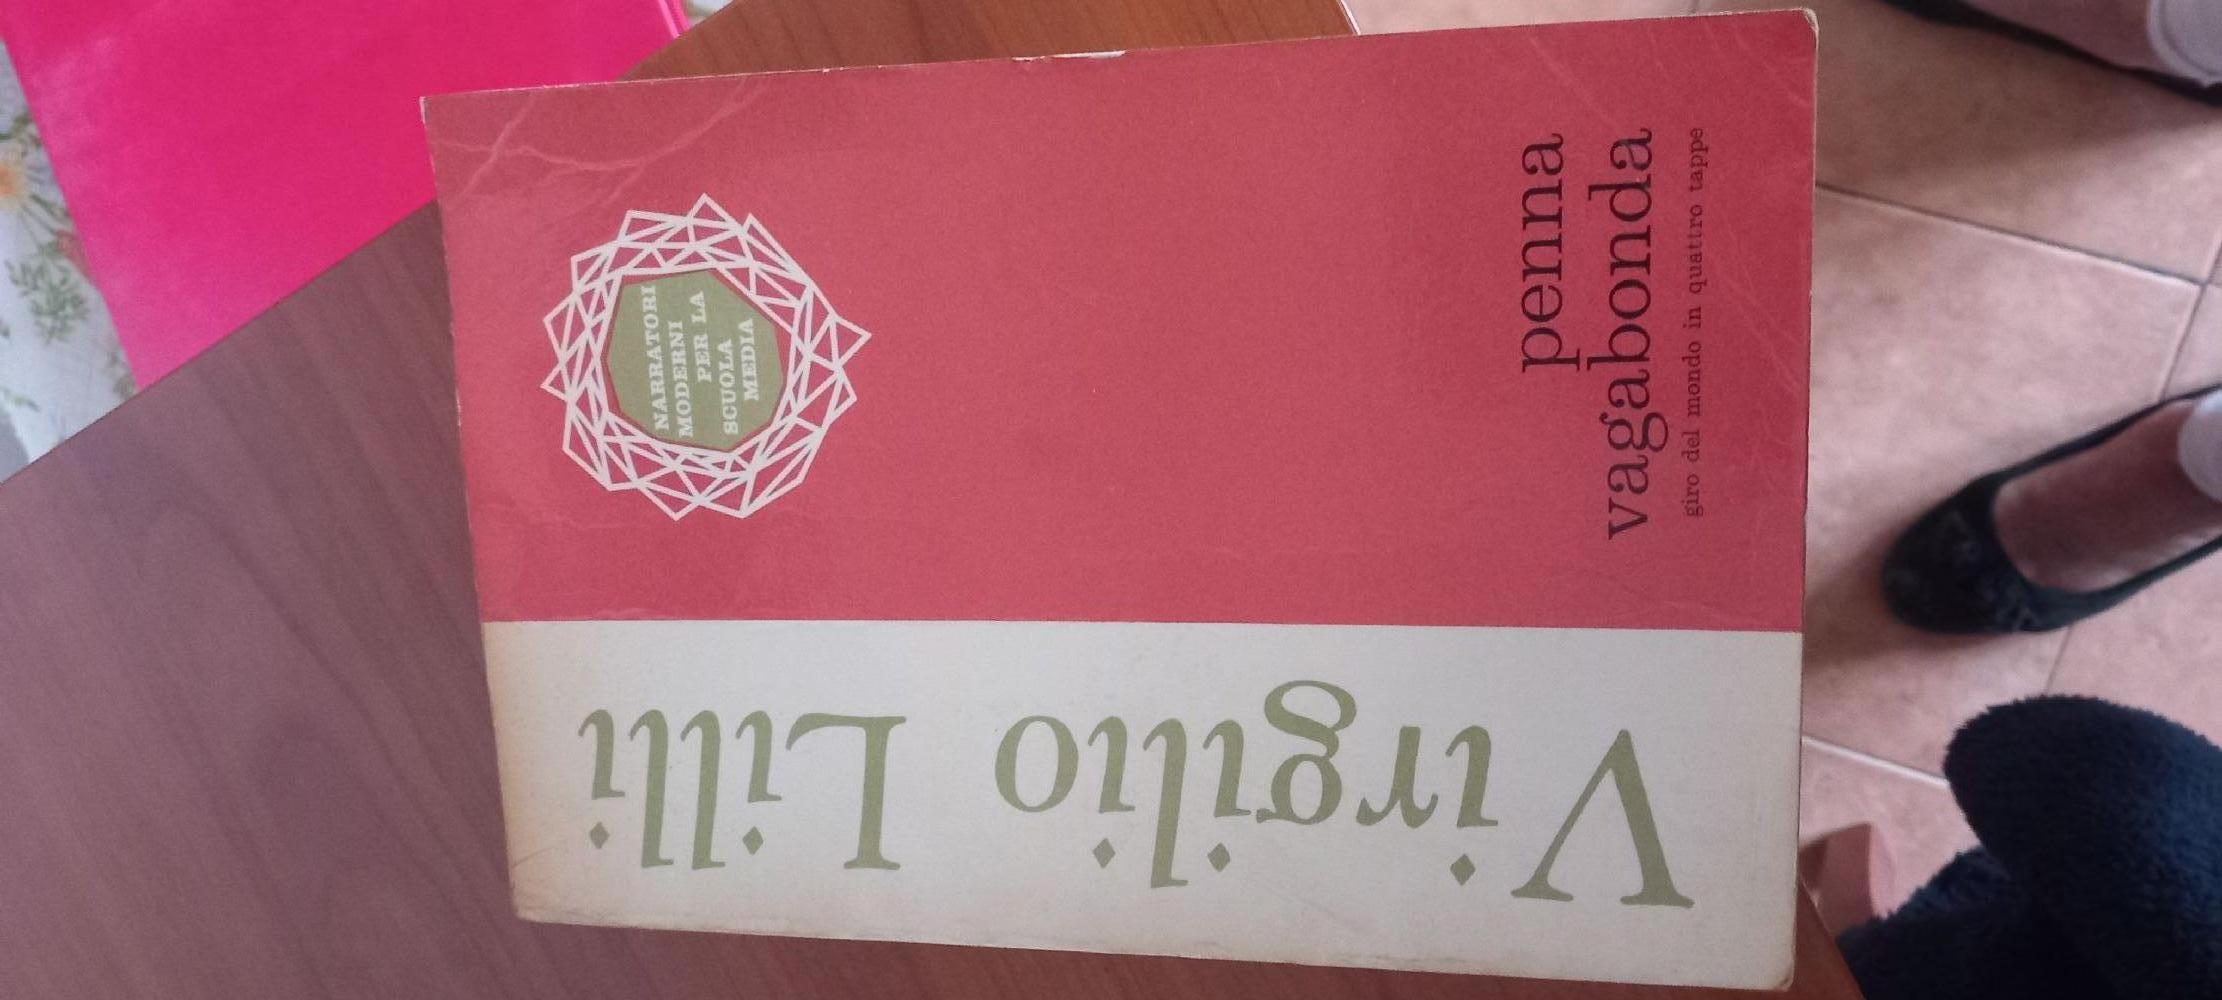 Virgilio Lilli
penna
vagabonda
giro del mondo in quattro tappe
NARRATORI
MODERNI
PER LA
SCUOLA
MEDIA